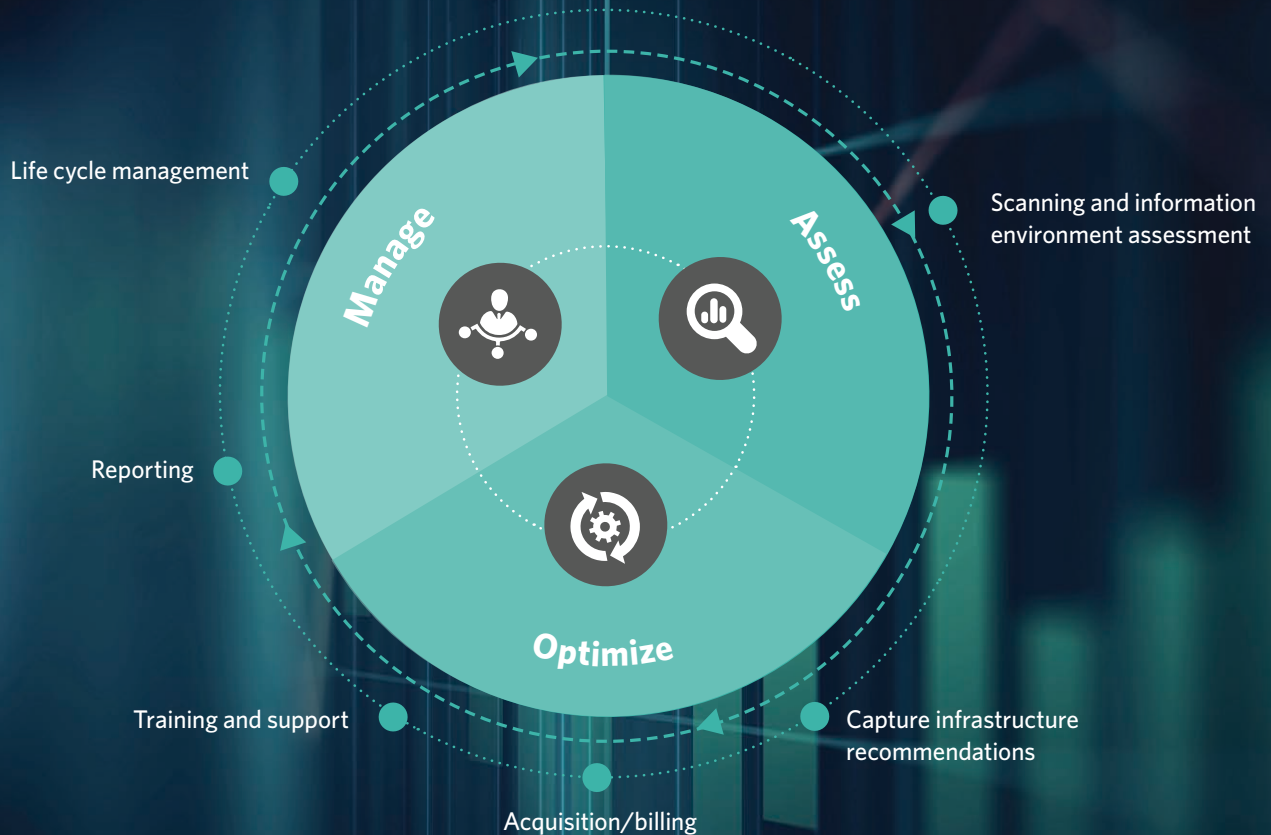 Life cycle management
Manage
Assess
Scanning and information
environment assessment
Reporting
Optimize
Training and support
Capture infrastructure
recommendations
Acquisition/billing